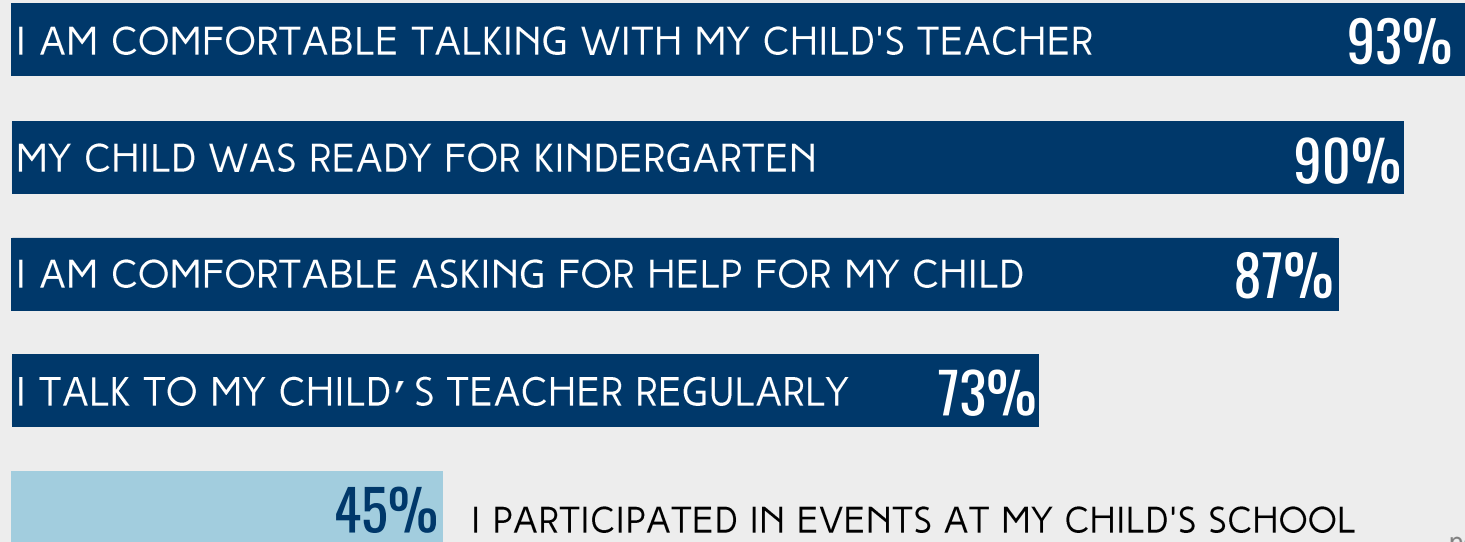 I AM COMFORTABLE TALKING WITH MY CHILD'S TEACHER 93%
MY CHILD WAS READY FOR KINDERGARTEN 90%
I AM COMFORTABLE ASKING FOR HELP FOR MY CHILD 87%
I TALK TO MY CHILD’S TEACHER REGULARLY 73%
45% I PARTICIPATED IN EVENTS AT MY CHILD'S SCHOOL